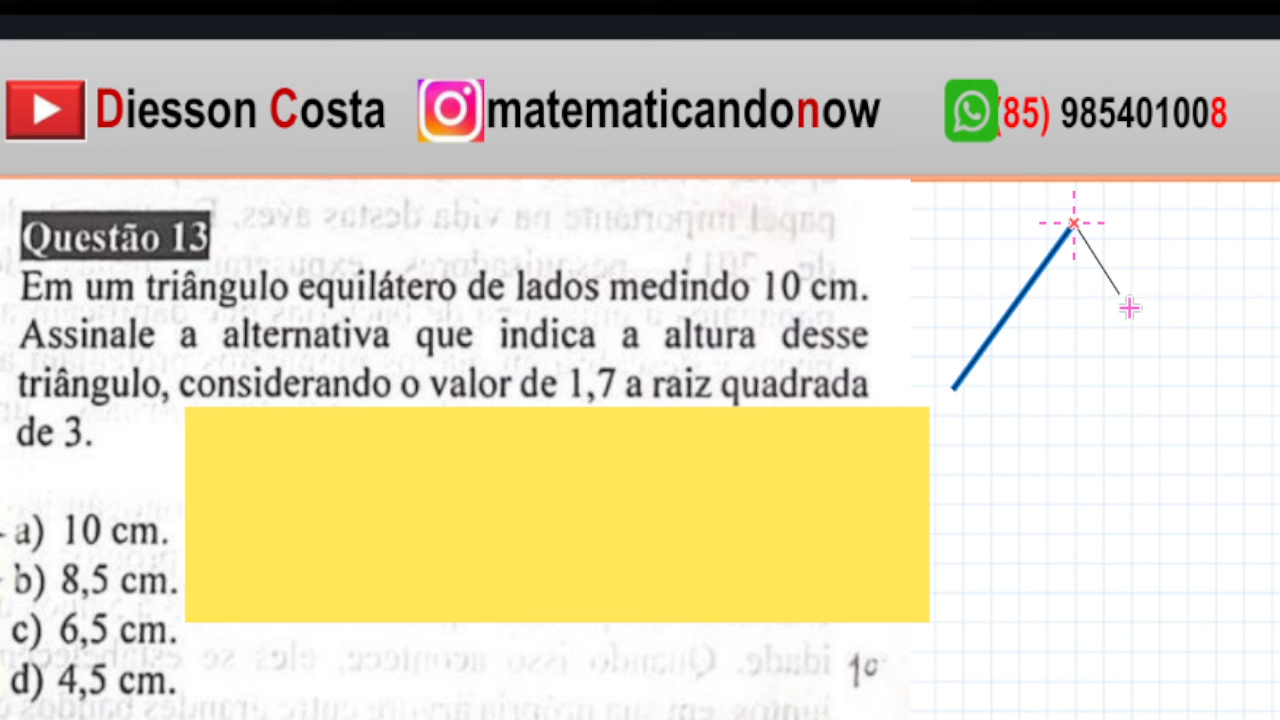 Diesson Costa matematicandonow (85) 985401008
Questão 13
Em um triângulo equilátero de lados medindo 10 cm.
Assinale a alternativa que indica a altura desse
triângulo, considerando o valor de 1,7 a raiz quadrada
de 3.
a) 10 cm.
b) 8,5 cm.
c) 6,5 cm.
d) 4,5 cm.